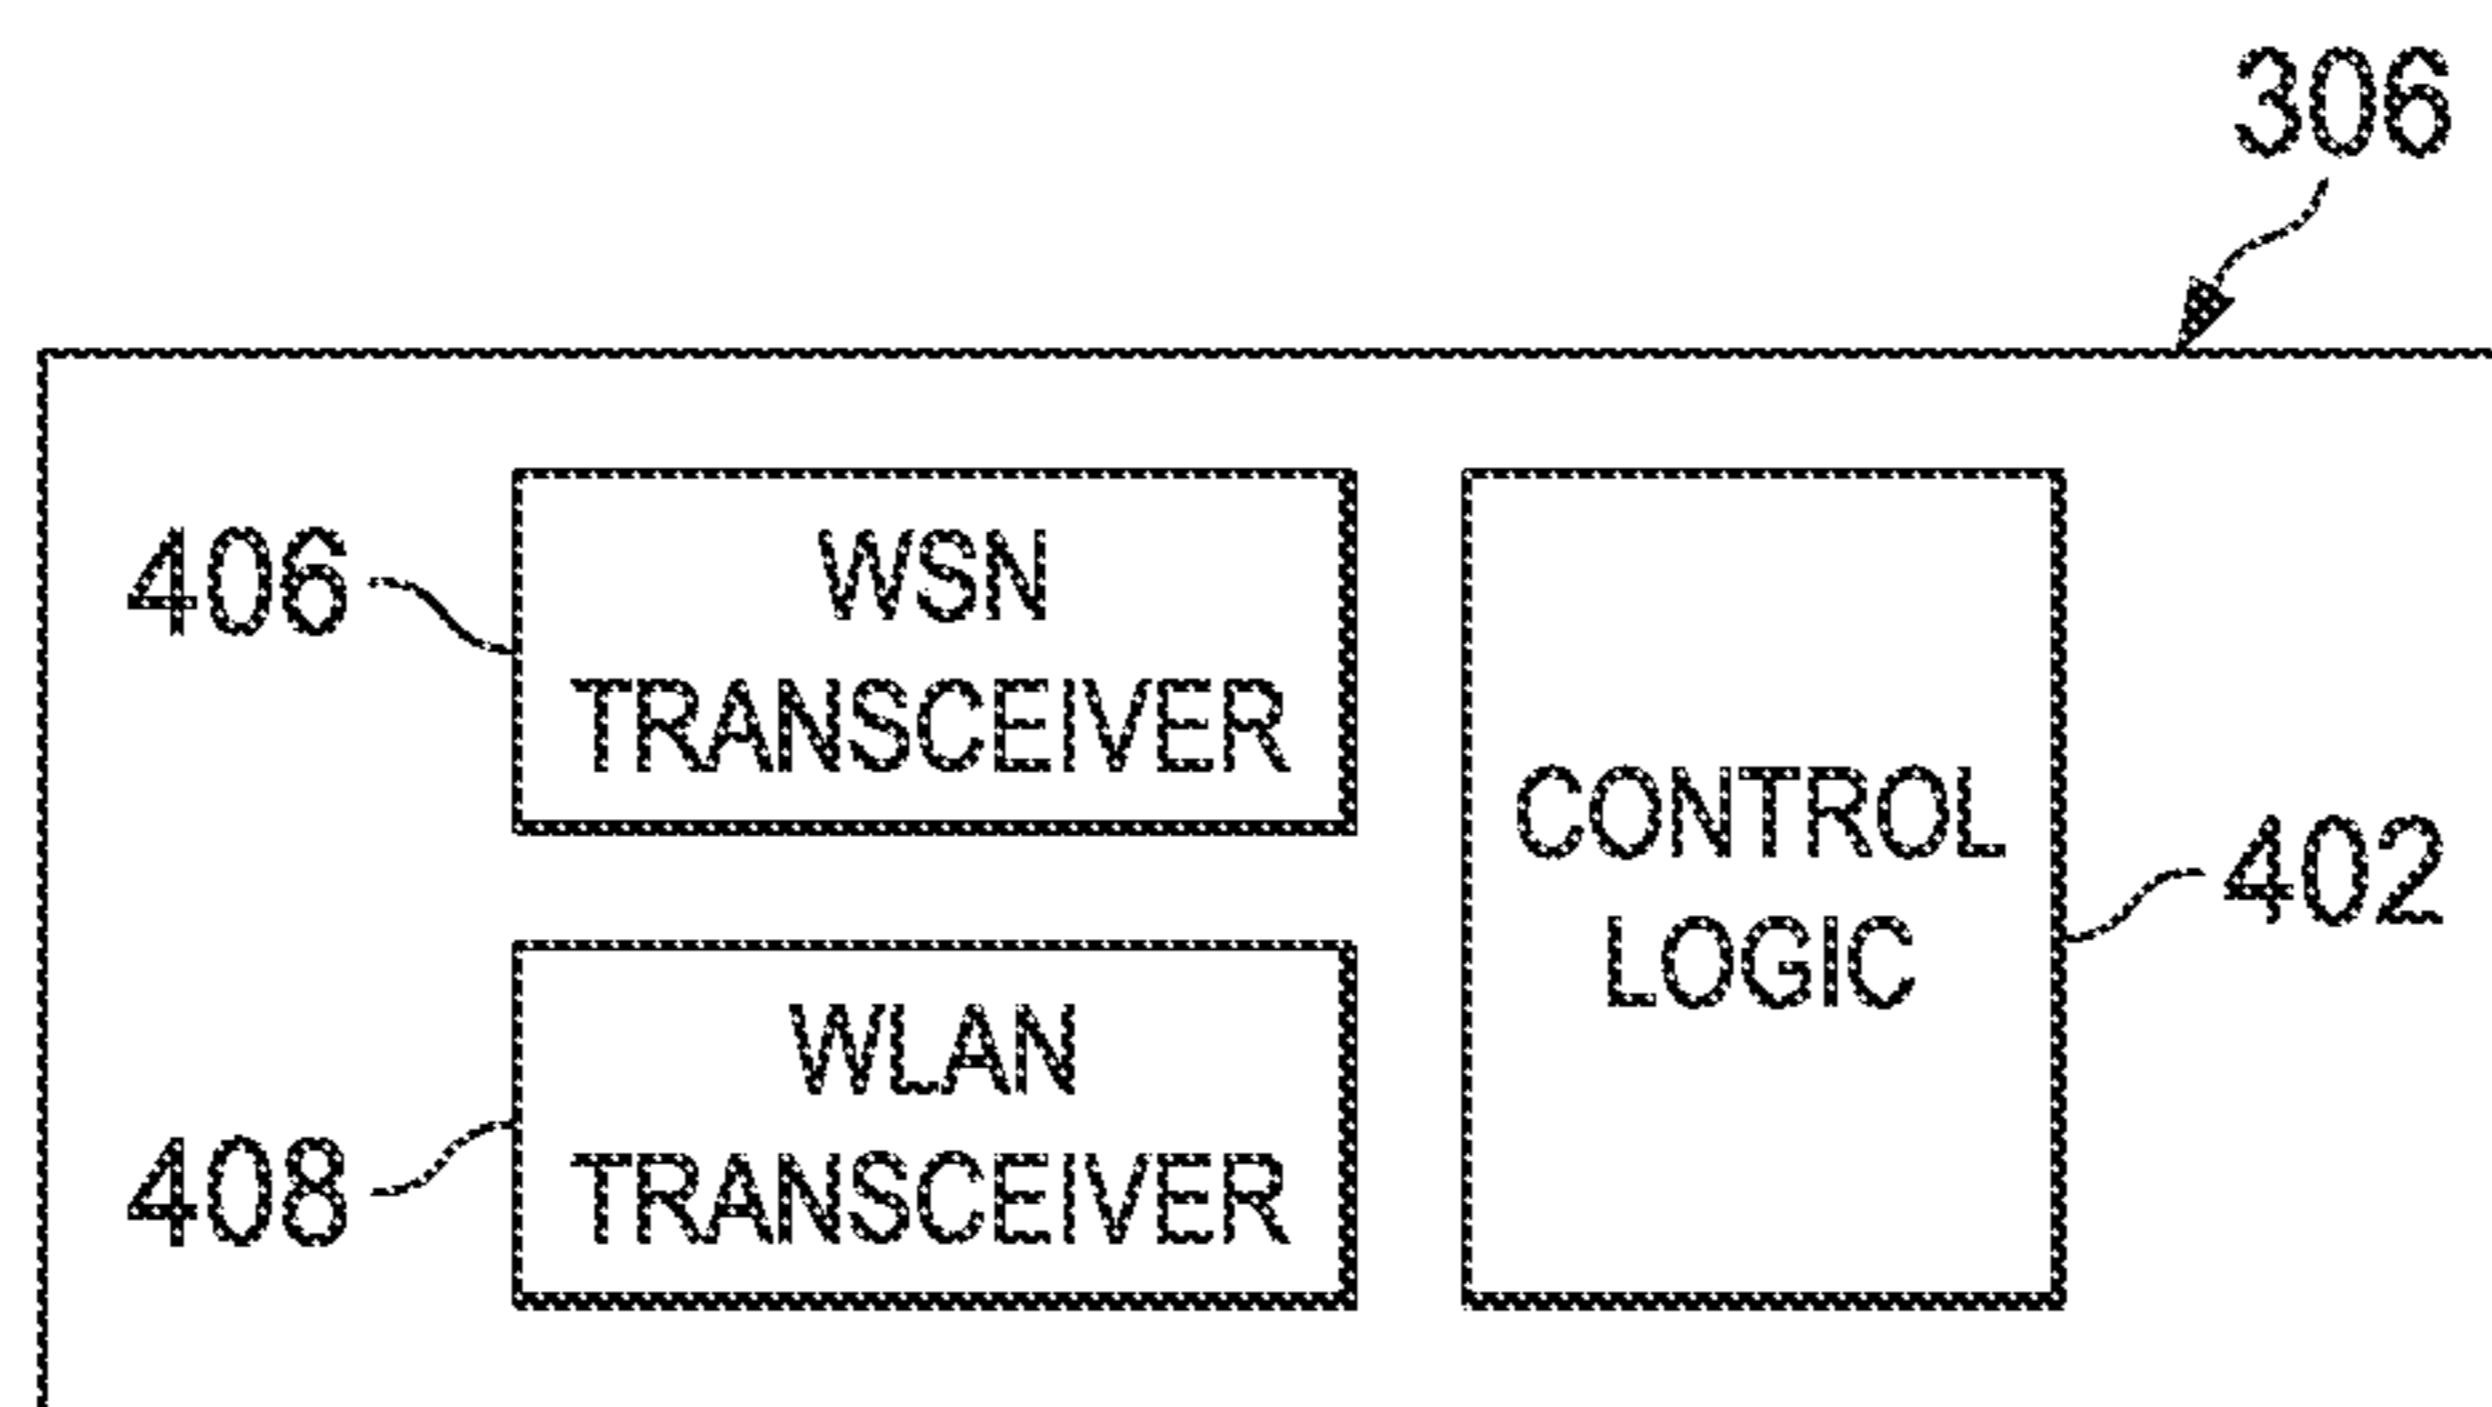 306
406
WSN
TRANSCEIVER
CONTROL
LOGIC
402
WLAN
TRANSCEIVER
408